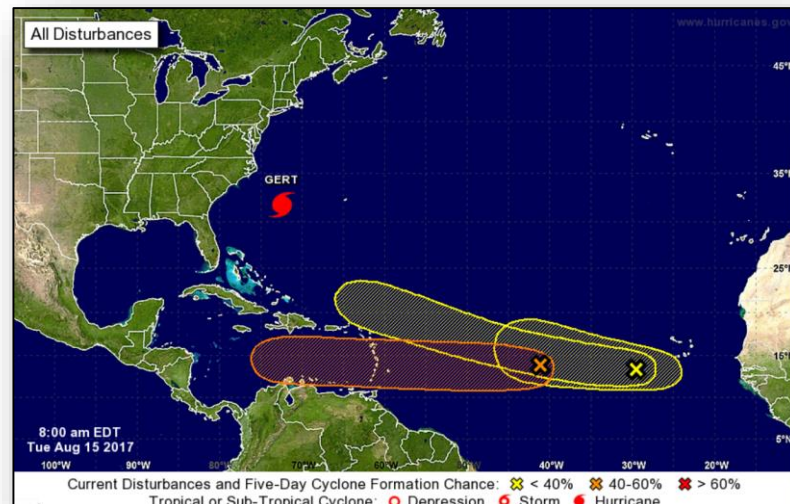 All Disturbances
www.hurricanes.gov
45°
35°
GERT
25°
15°
5°N
8:00 am EDT
Tue Aug 15 2017
100°W 90°W 80°W 70°W 60°W 50°W 40°W 30°W 20°W
Current Disturbances and Five-Day Cyclone Formation Chance: < 40% 40-60% > 60%
Tropical or Sub-Tropical Cyclone: Depression Storm Hurricane